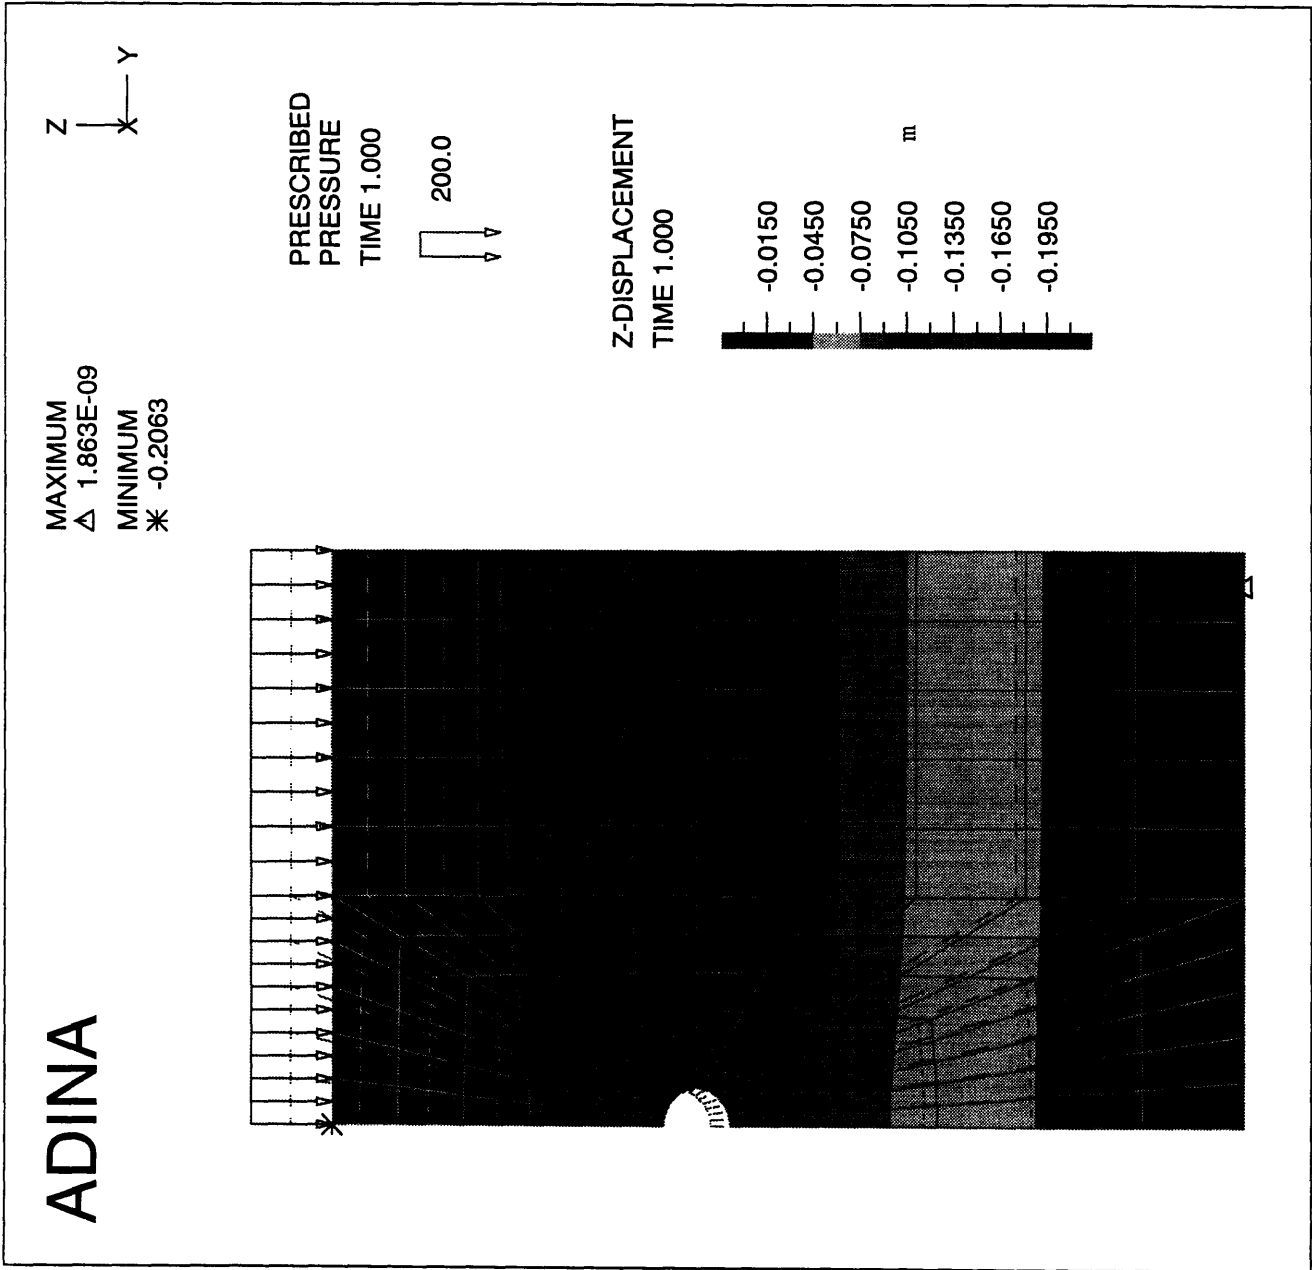 ADINA
MAXIMUM
△ 1.863E-09
MINIMUM
✳ -0.2063
Z
X Y
PRESCRIBED
PRESSURE
TIME 1.000
200.0
Z-DISPLACEMENT
TIME 1.000
-0.0150
-0.0450
-0.0750
-0.1050
m
-0.1350
-0.1650
-0.1950